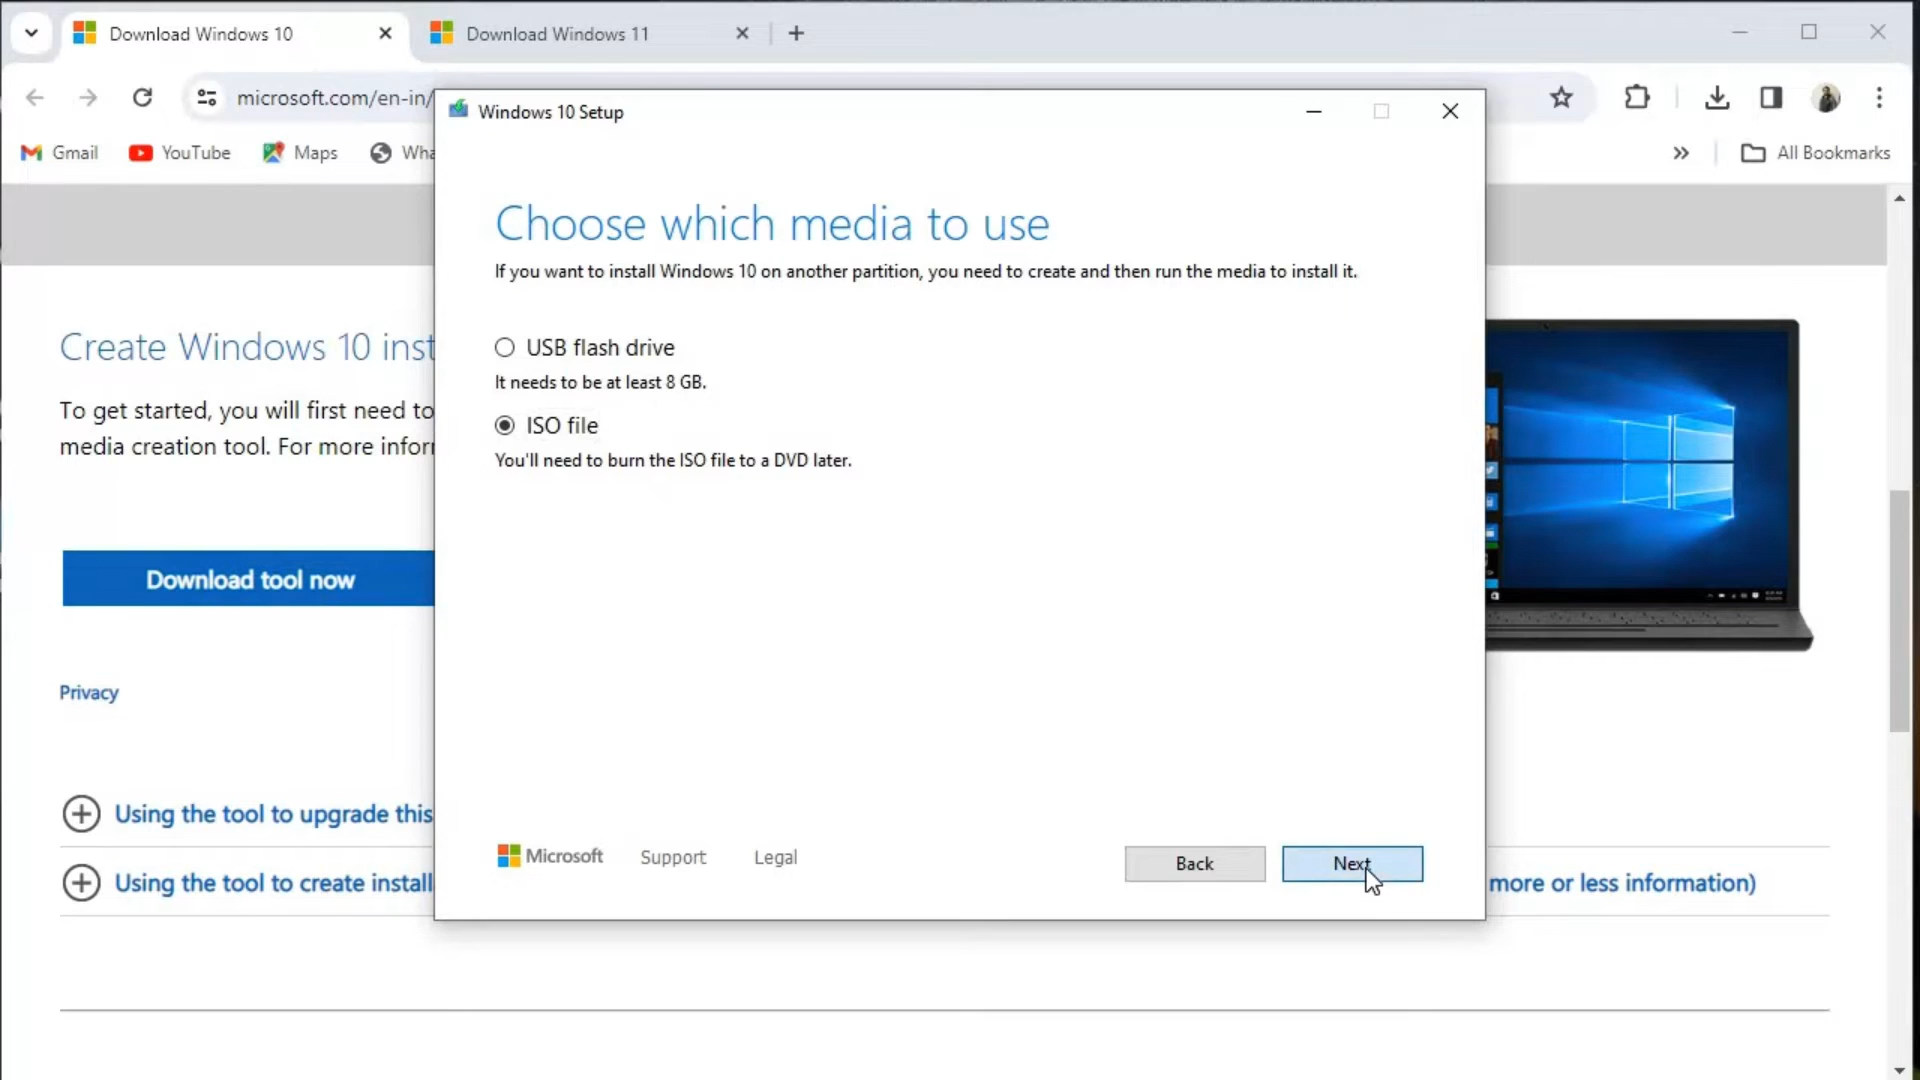 Download Windows 10
Download Windows 11
microsoft.com/en-in/
Gmail
YouTube
Maps
Wha
All Bookmarks
Windows 10 Setup
Choose which media to use
If you want to install Windows 10 on another partition, you need to create and then run the media to install it.
USB flash drive
It needs to be at least 8 GB.
ISO file
You'll need to burn the ISO file to a DVD later.
Microsoft
Support
Legal
Back
Next
Create Windows 10 inst
To get started, you will first need to
media creation tool. For more infor
Download tool now
Privacy
Using the tool to upgrade this
Using the tool to create install
more or less information)